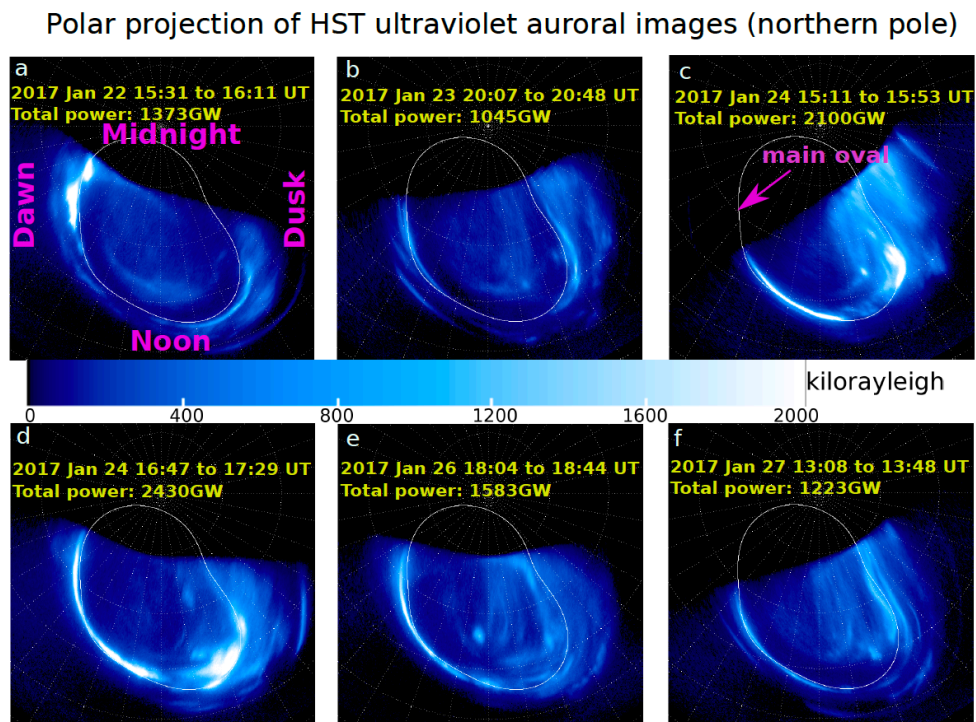 Polar projection of HST ultraviolet auroral images (northern pole)
a
2017 Jan 22 15:31 to 16:11 UT
Total power: 1373GW
Midnight
Dawn
Dusk
Noon
b
2017 Jan 23 20:07 to 20:48 UT
Total power: 1045GW
c
2017 Jan 24 15:11 to 15:53 UT
Total power: 2100GW
main oval
kilorayleigh
0 400 800 1200 1600 2000
d
2017 Jan 24 16:47 to 17:29 UT
Total power: 2430GW
e
2017 Jan 26 18:04 to 18:44 UT
Total power: 1583GW
f
2017 Jan 27 13:08 to 13:48 UT
Total power: 1223GW